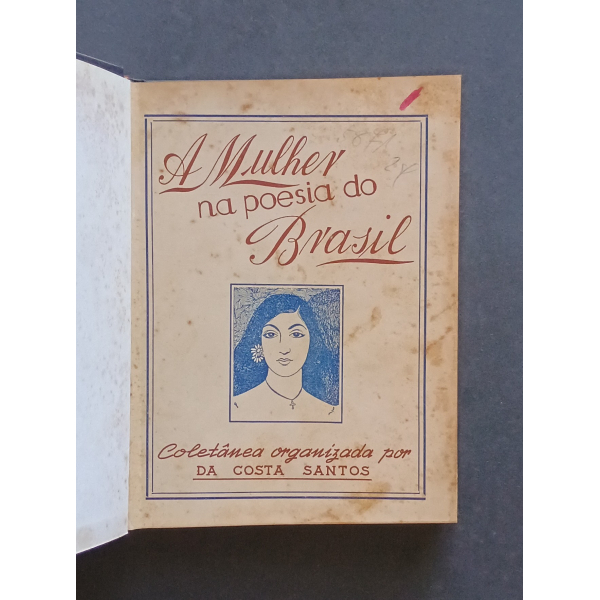 A Mulher
na poesia do
Brasil
Coletânea organizada por
DA COSTA SANTOS